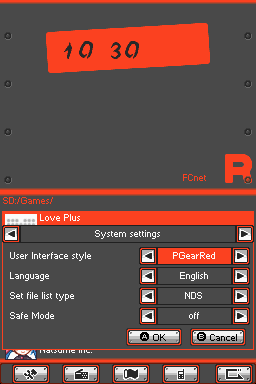 10 30
FCnet
R
SD:/Games/
Love Plus
System settings
User Interface style PGearRed
Language English
Set file list type NDS
Safe Mode off
A OK B Cancel
Natsume Inc.